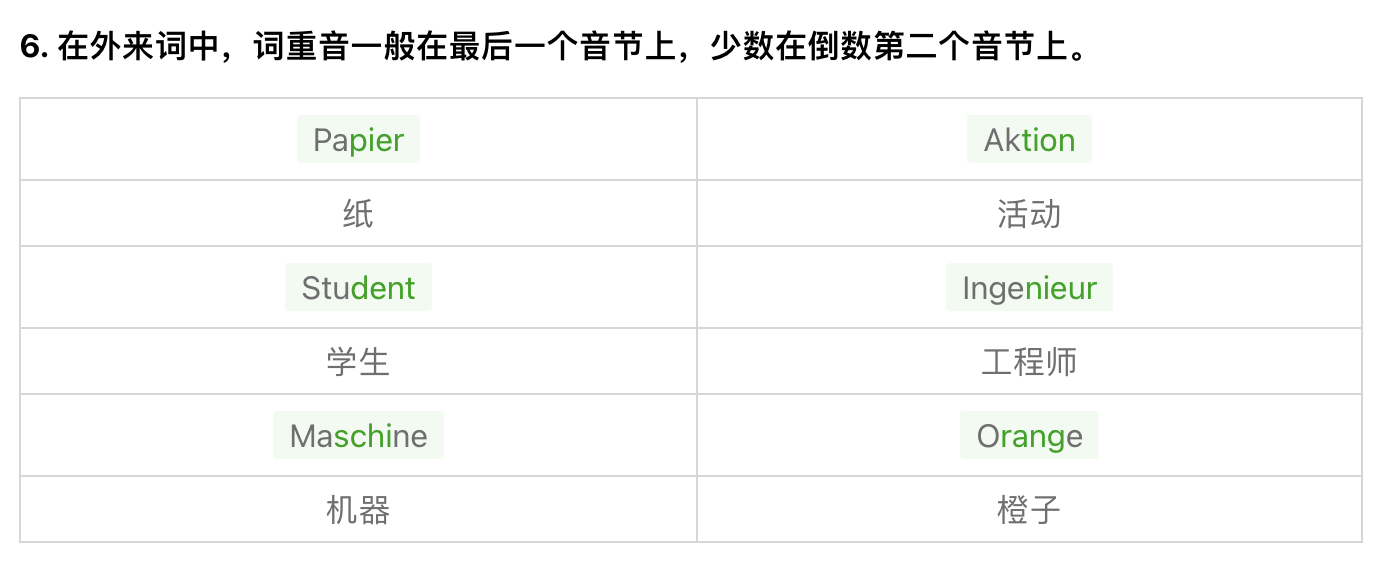 6. 在外来词中，词重音一般在最后一个音节上，少数在倒数第二个音节上。
Papier Aktion
纸 活动
Student Ingenieur
学生 工程师
Maschine Orange
机器 橙子